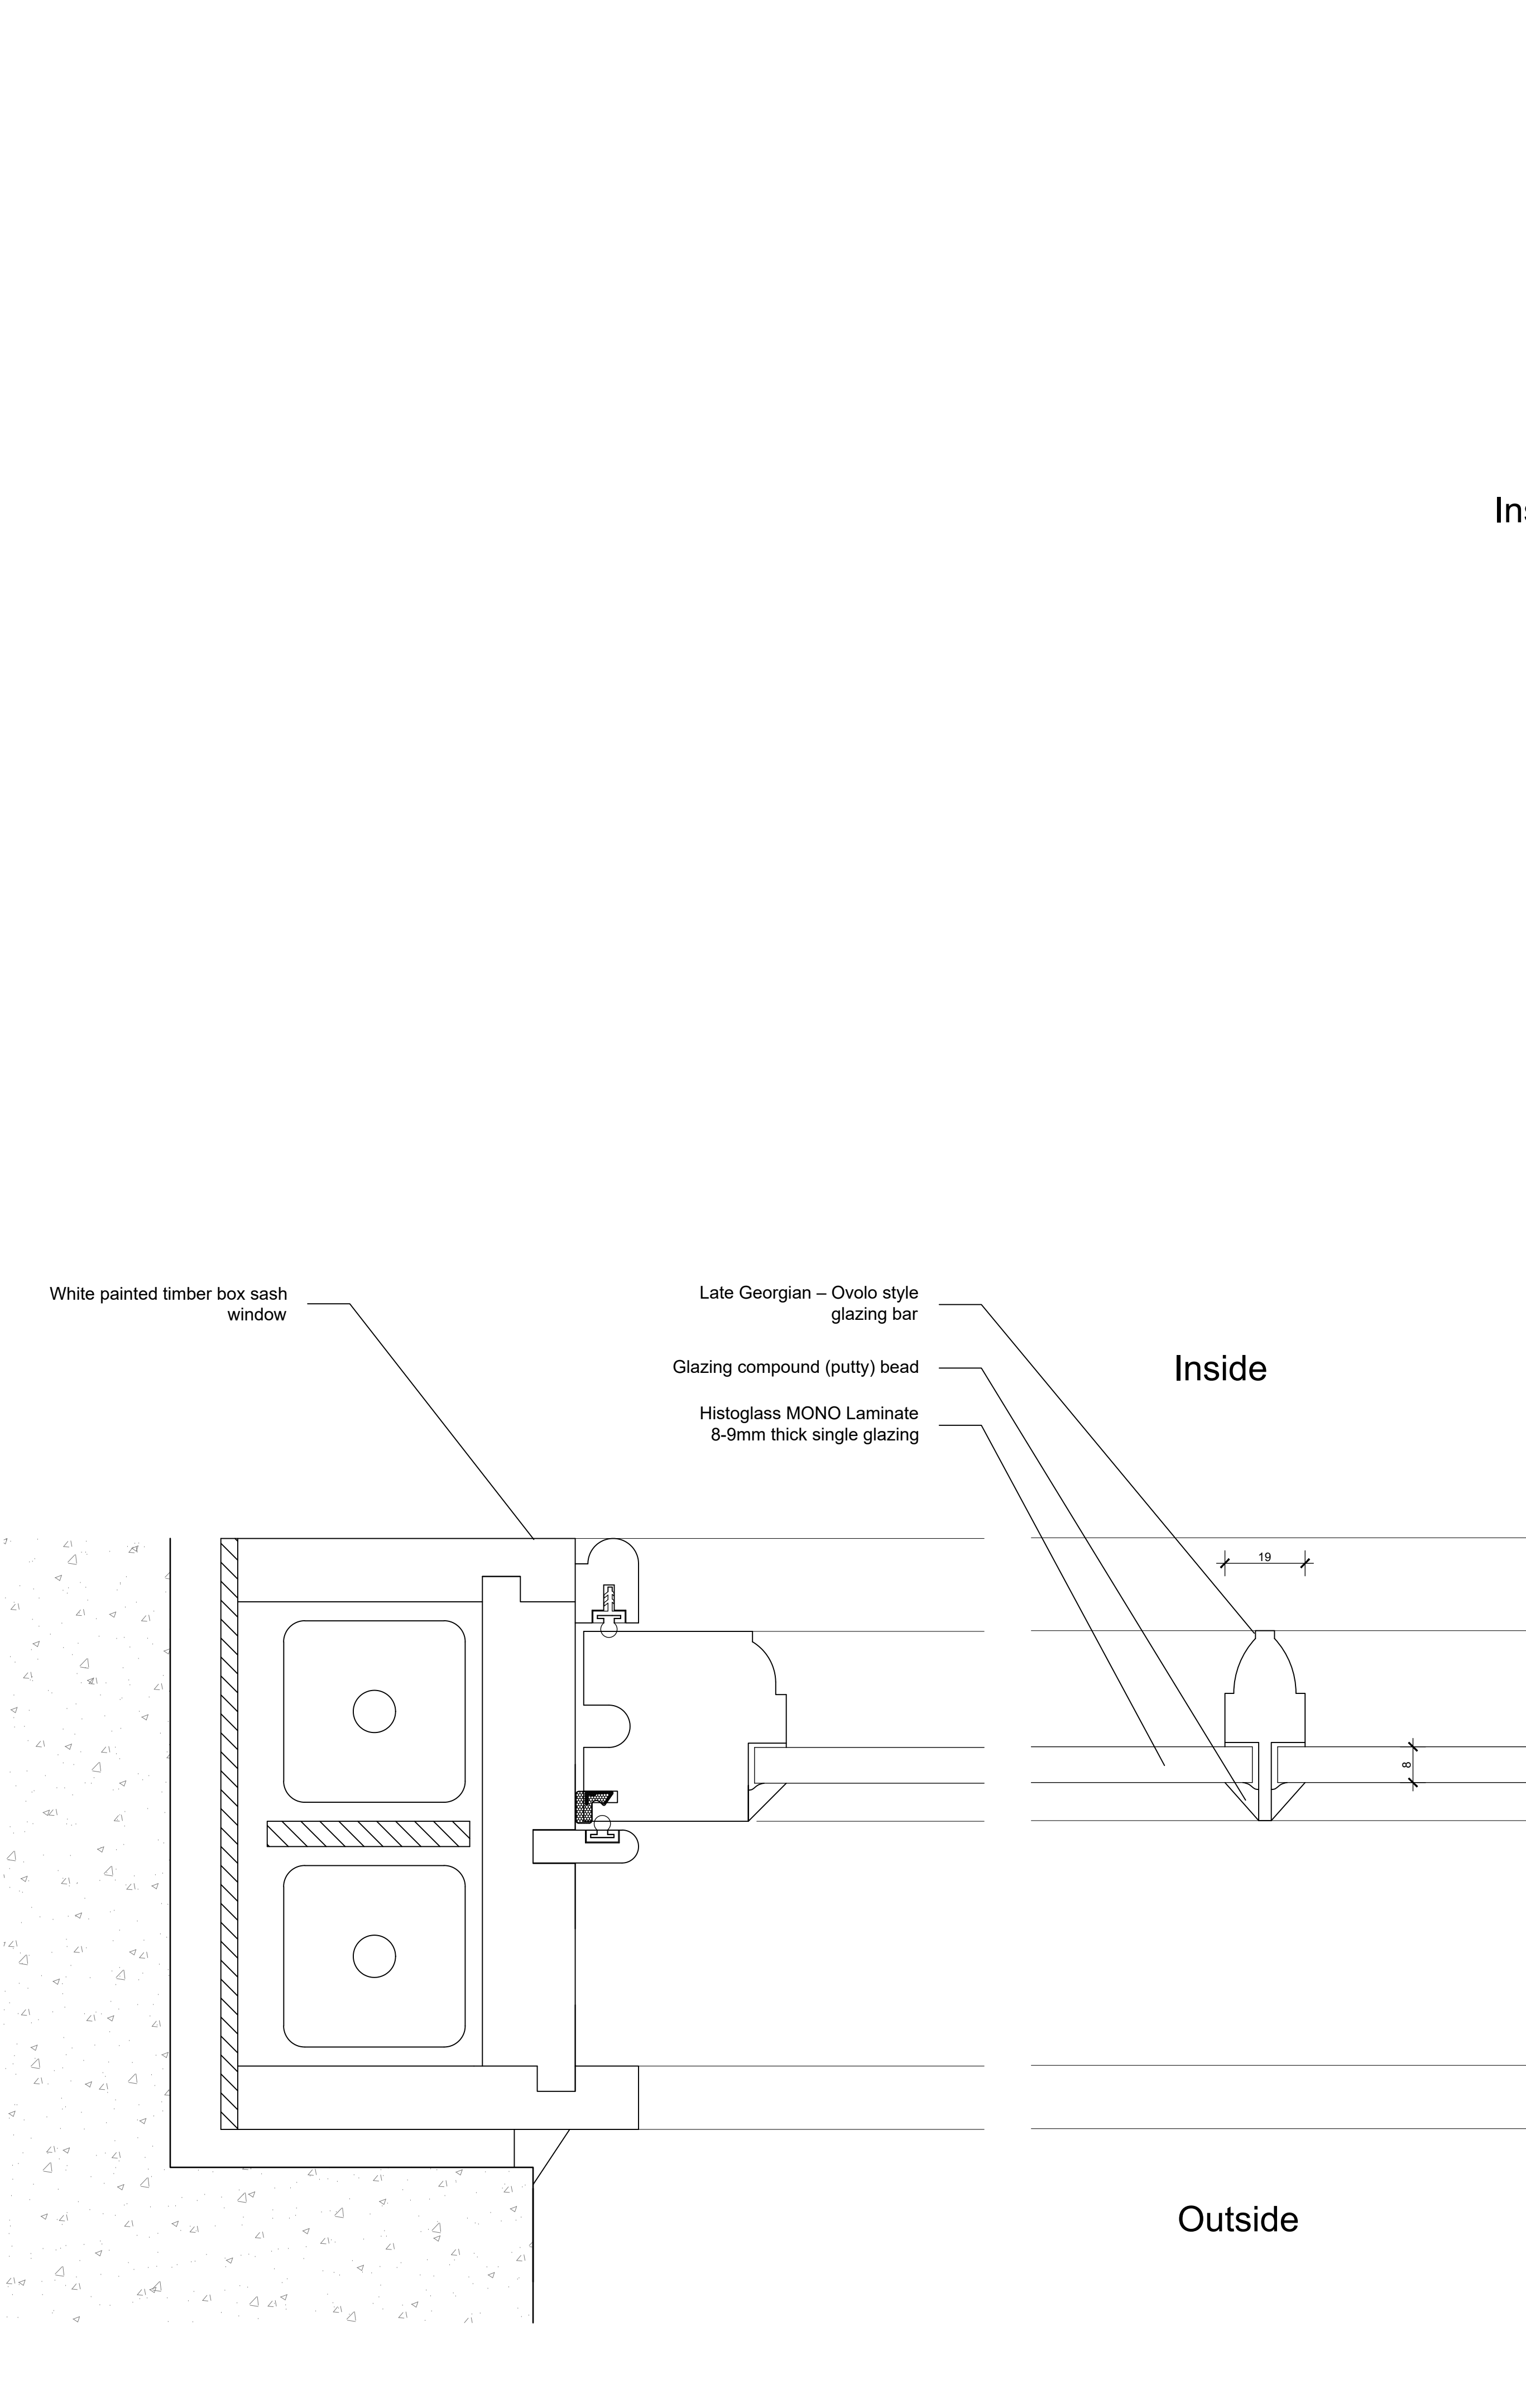 Ins
White painted timber box sash
window
Late Georgian – Ovolo style
glazing bar
Glazing compound (putty) bead
Histoglass MONO Laminate
8-9mm thick single glazing
Inside
19
8
Outside